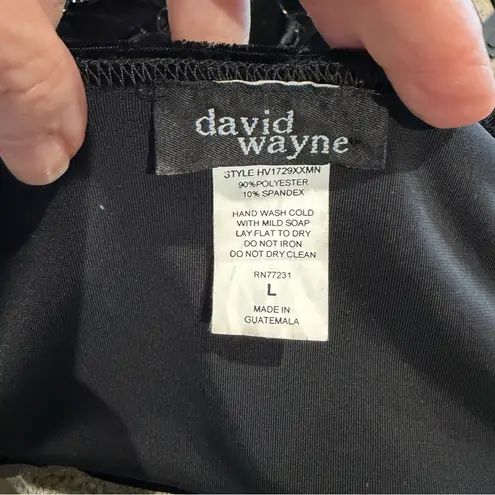 david
wayne
STYLE HV1729XXMN
90%POLYESTER
10% SPANDEX
HAND WASH COLD
WITH MILD SOAP
LAY FLAT TO DRY
DO NOT IRON
DO NOT DRY CLEAN
RN77231
L
MADE IN
GUATEMALA